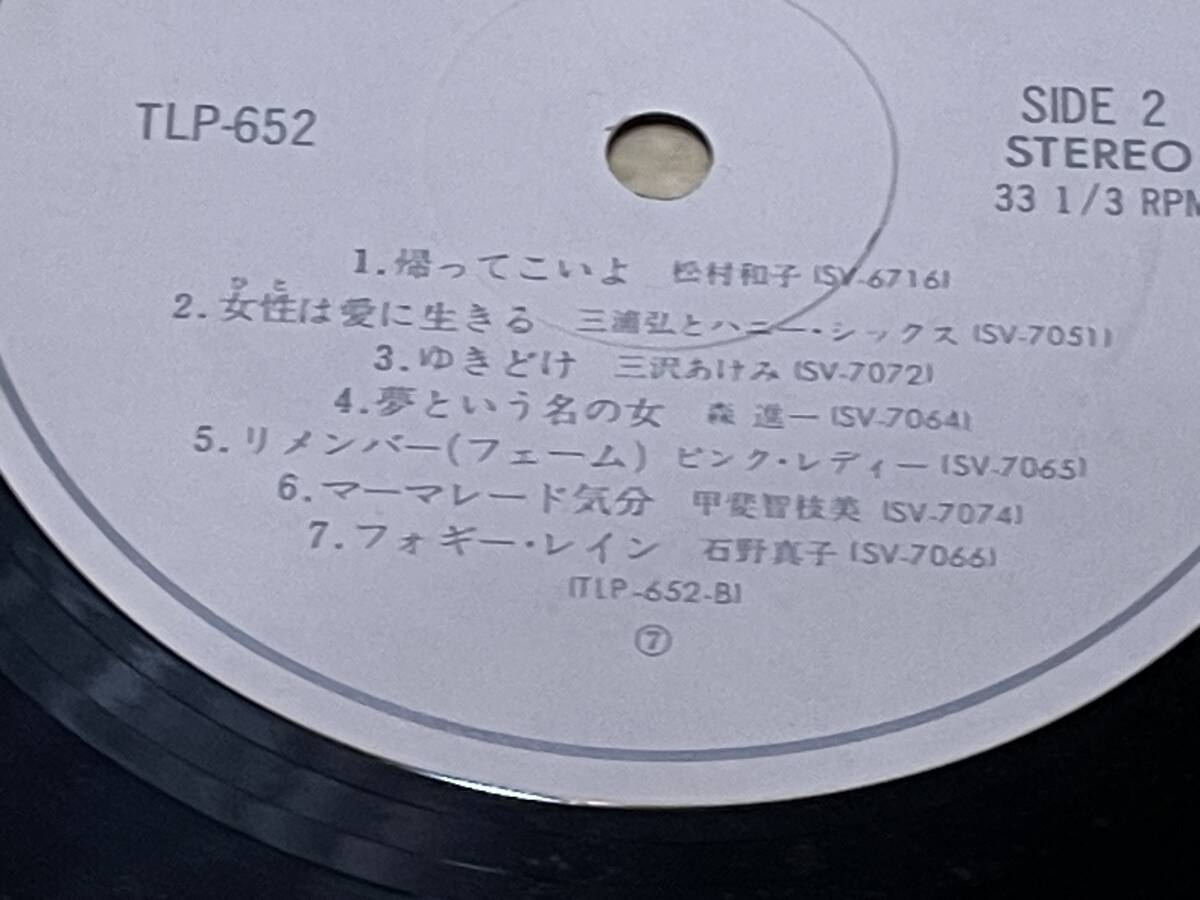 TLP-652
SIDE 2
STEREO
33 1/3 RPM
1.帰ってこいよ 松村和子 (SV-6716)
ひと
2.女性は愛に生きる 三浦弘とハニー・シックス (SV-7051)
3.ゆきどけ 三沢あけみ (SV-7072)
4.夢という名の女 森 進一 (SV-7064)
5.リメンバー(フェーム) ピンク・レディー (SV-7065)
6.マーマレード気分 甲斐智枝美 (SV-7074)
7.フォギー・レイン 石野真子 (SV-7066)
(TLP-652-B)
⑦